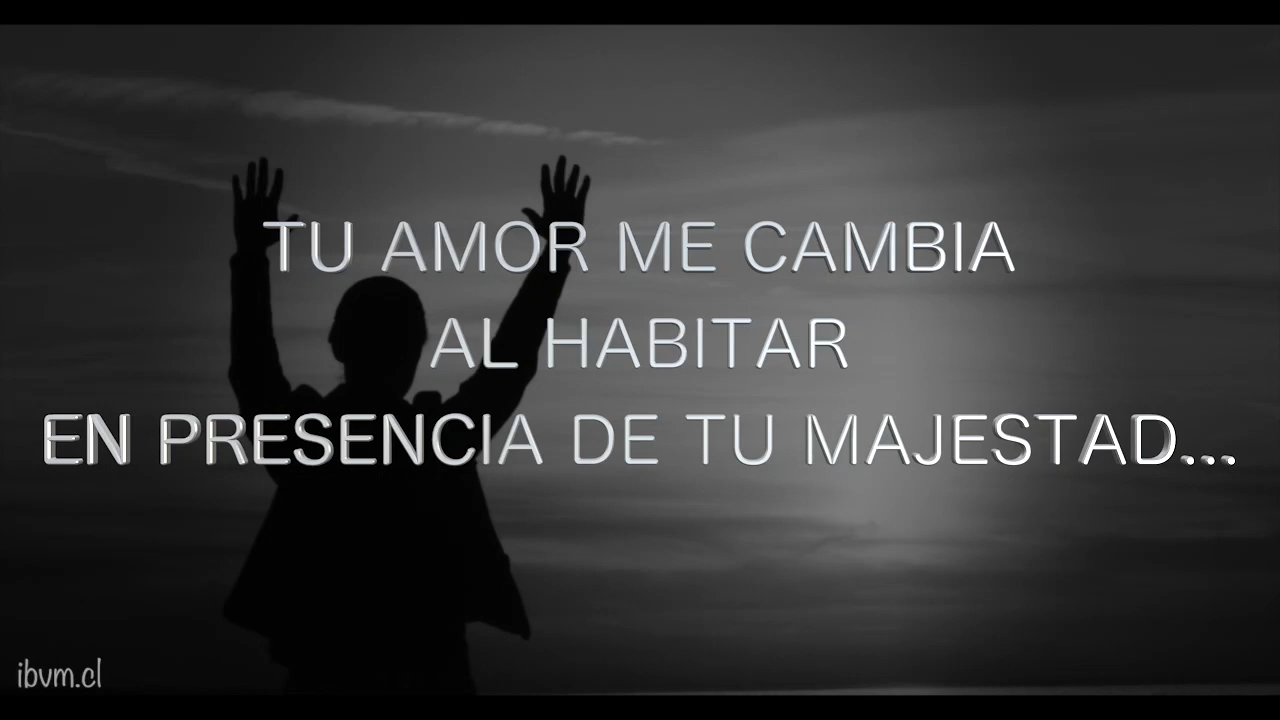 TU AMOR ME CAMBIA
AL HABITAR
EN PRESENCIA DE TU MAJESTAD...
ibvm.cl